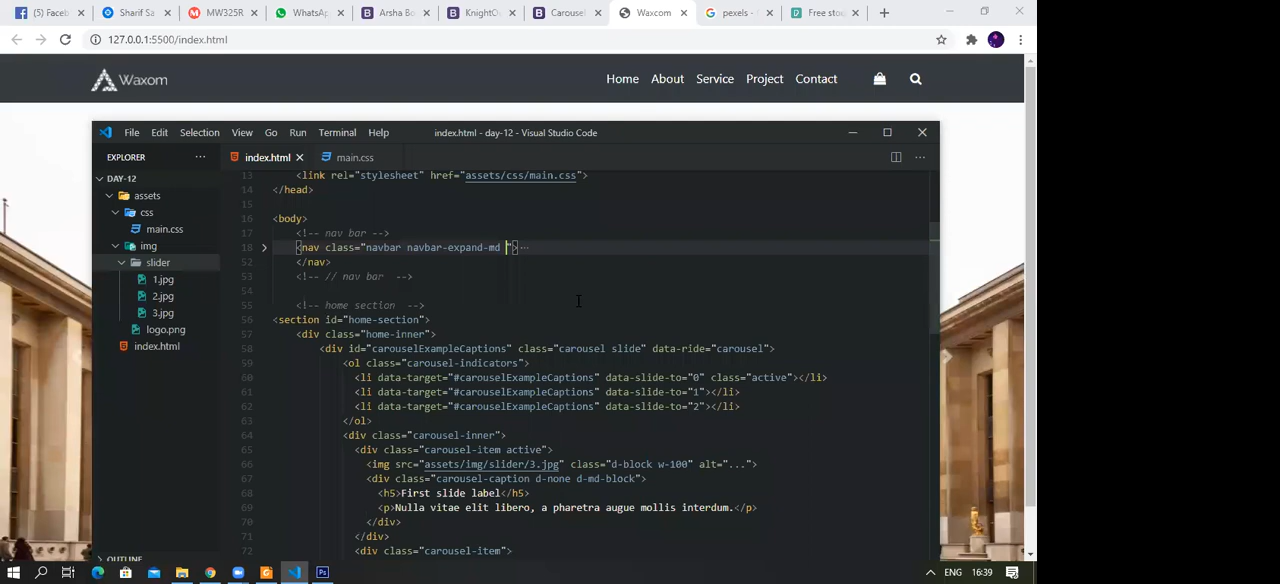 (5) Faceb
Sharif Sa
MW325R
WhatsAp
Arsha Bo
KnightO
Carouse
Waxcom
pexels -
Free stoc
127.0.0.1:5500/index.html
Waxom
Home About Service Project Contact
File Edit Selection View Go Run Terminal Help
index.html - day-12 - Visual Studio Code
EXPLORER ...
index.html
main.css
DAY-12
assets
css
main.css
img
slider
1.jpg
2.jpg
3.jpg
logo.png
index.html
OUTLINE
13 <link rel="stylesheet" href="assets/css/main.css">
14 </head>
15
16 <body>
17 <!-- nav bar -->
18 <nav class="navbar navbar-expand-md ">...
52 </nav>
53 <!-- // nav bar  -->
54
55 <!-- home section  -->
56 <section id="home-section">
57 <div class="home-inner">
58 <div id="carouselExampleCaptions" class="carousel slide" data-ride="carousel">
59 <ol class="carousel-indicators">
60 <li data-target="#carouselExampleCaptions" data-slide-to="0" class="active"></li>
61 <li data-target="#carouselExampleCaptions" data-slide-to="1"></li>
62 <li data-target="#carouselExampleCaptions" data-slide-to="2"></li>
63 </ol>
64 <div class="carousel-inner">
65 <div class="carousel-item active">
66 <img src="assets/img/slider/3.jpg" class="d-block w-100" alt="...">
67 <div class="carousel-caption d-none d-md-block">
68 <h5>First slide label</h5>
69 <p>Nulla vitae elit libero, a pharetra augue mollis interdum.</p>
70 </div>
71 </div>
72 <div class="carousel-item">
ENG 16:39